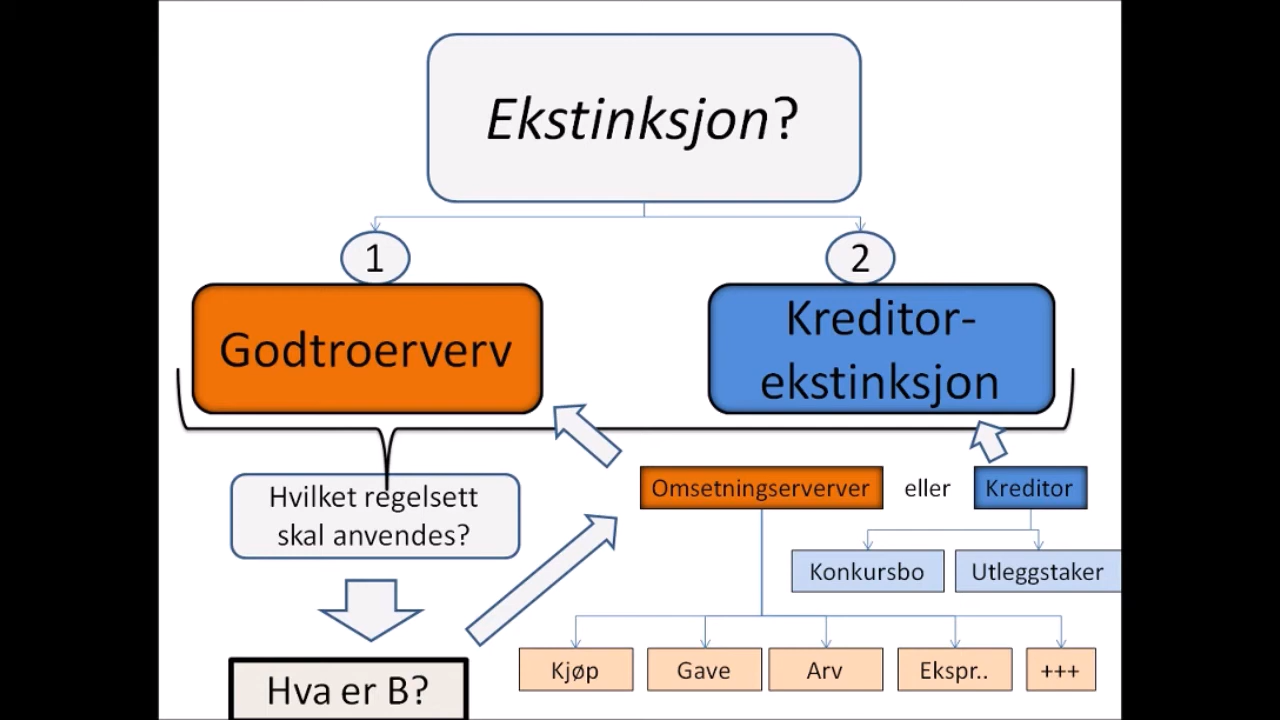 Ekstinksjon?
1
2
Godtroerverv
Kreditor-
ekstinksjon
Hvilket regelsett
skal anvendes?
Omsetningserverver
eller
Kreditor
Konkursbo
Utleggstaker
Kjøp
Gave
Arv
Ekspr..
+++
Hva er B?